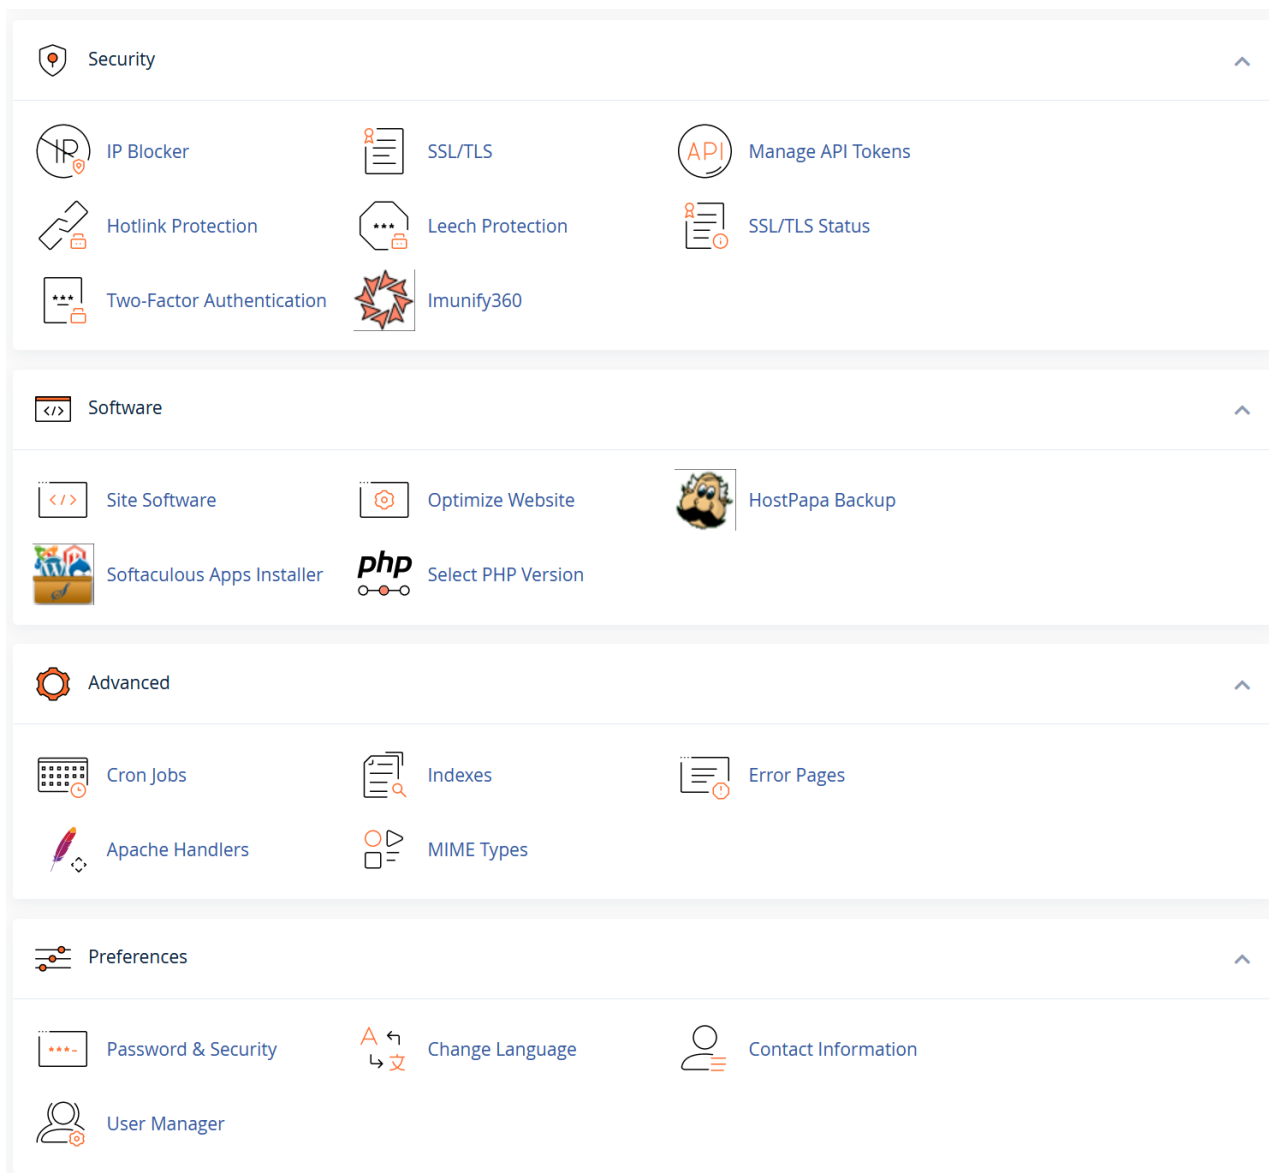 Security
IP Blocker
SSL/TLS
API
Manage API Tokens
Hotlink Protection
Leech Protection
SSL/TLS Status
Two-Factor Authentication
Imunify360
Software
Site Software
Optimize Website
HostPapa Backup
Softaculous Apps Installer
php
Select PHP Version
Advanced
Cron Jobs
Indexes
Error Pages
Apache Handlers
MIME Types
Preferences
Password & Security
A
文
Change Language
Contact Information
User Manager